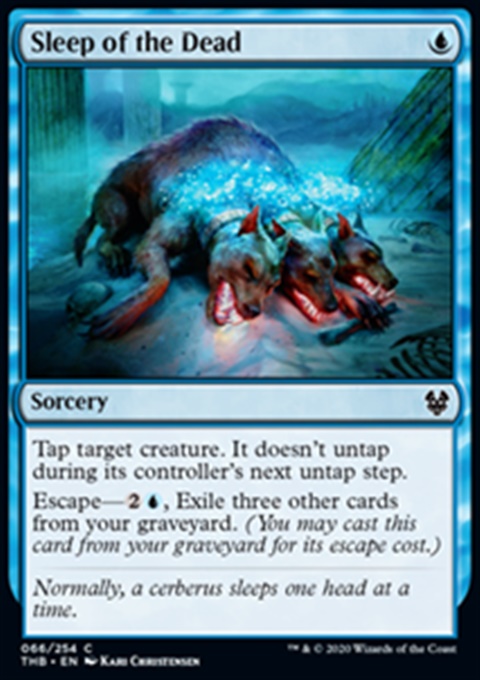 Sleep of the Dead
Sorcery
Tap target creature. It doesn't untap
during its controller's next untap step.
Escape—2, Exile three other cards
from your graveyard. (You may cast this
card from your graveyard for its escape cost.)
Normally, a cerberus sleeps one head at a
time.
066/254 C
THB • EN Kari Christensen
™ & © 2020 Wizards of the Coast